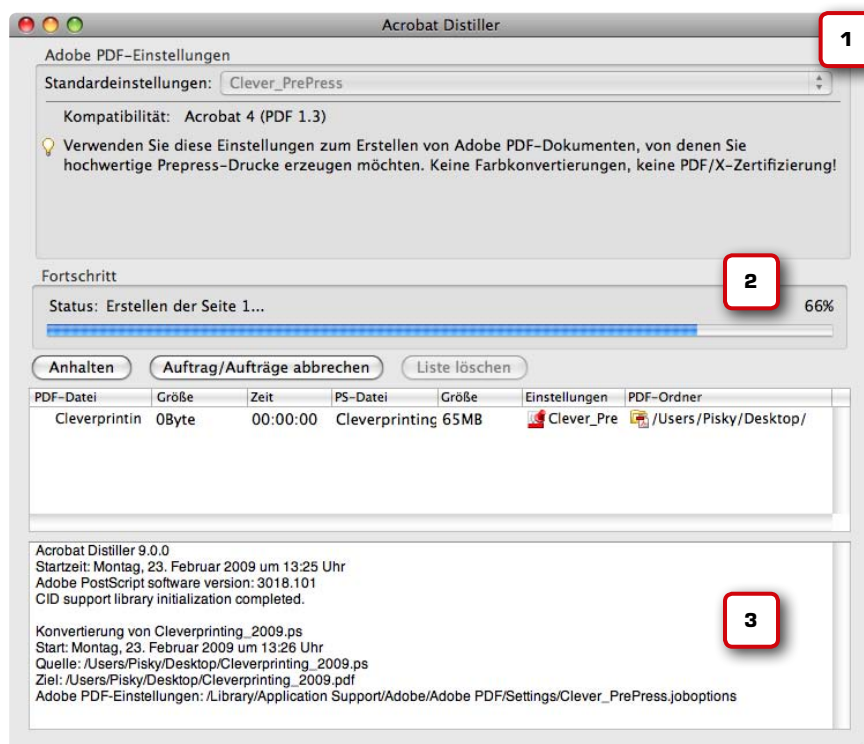 Acrobat Distiller
1
Adobe PDF-Einstellungen
Standardeinstellungen: Clever_PrePress
Kompatibilität: Acrobat 4 (PDF 1.3)
Verwenden Sie diese Einstellungen zum Erstellen von Adobe PDF-Dokumenten, von denen Sie
hochwertige Prepress-Drucke erzeugen möchten. Keine Farbkonvertierungen, keine PDF/X-Zertifizierung!
Fortschritt
2
Status: Erstellen der Seite 1... 66%
Anhalten Auftrag/Aufträge abbrechen Liste löschen
PDF-Datei Größe Zeit PS-Datei Größe Einstellungen PDF-Ordner
Cleverprintin 0Byte 00:00:00 Cleverprinting 65MB Clever_Pre /Users/Pisky/Desktop/
Acrobat Distiller 9.0.0
Startzeit: Montag, 23. Februar 2009 um 13:25 Uhr
Adobe PostScript software version: 3018.101
CID support library initialization completed.
3
Konvertierung von Cleverprinting_2009.ps
Start: Montag, 23. Februar 2009 um 13:26 Uhr
Quelle: /Users/Pisky/Desktop/Cleverprinting_2009.ps
Ziel: /Users/Pisky/Desktop/Cleverprinting_2009.pdf
Adobe PDF-Einstellungen: /Library/Application Support/Adobe/Adobe PDF/Settings/Clever_PrePress.joboptions